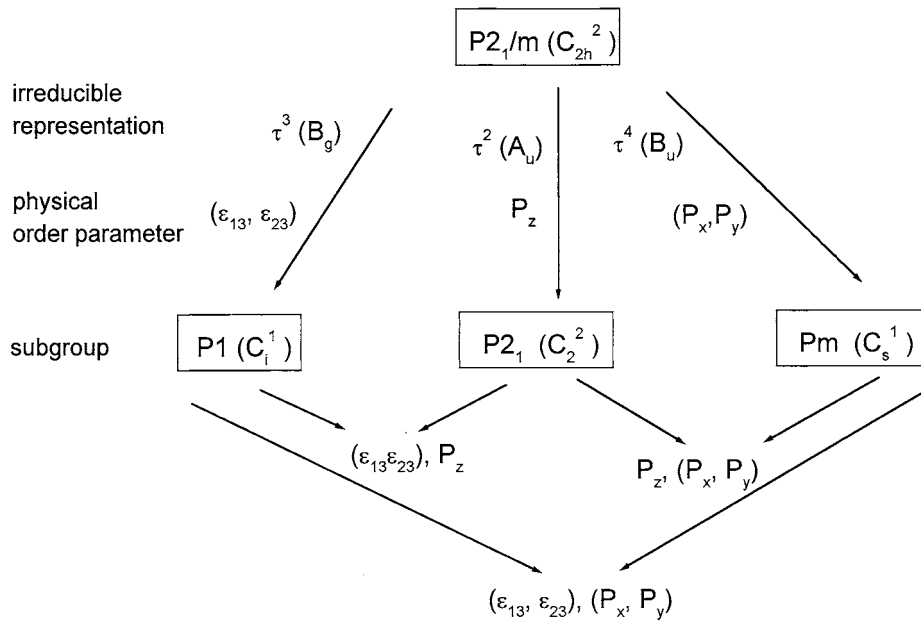 P2₁/m (C₂ₕ²)
irreducible
representation
τ³ (B_g)
τ² (A_u)
τ⁴ (B_u)
physical
order parameter
(ε₁₃, ε₂₃)
P_z
(P_x,P_y)
subgroup
P1 (C_i¹)
P2₁ (C₂²)
Pm (C_s¹)
(ε₁₃ε₂₃), P_z
P_z, (P_x, P_y)
(ε₁₃, ε₂₃), (P_x, P_y)